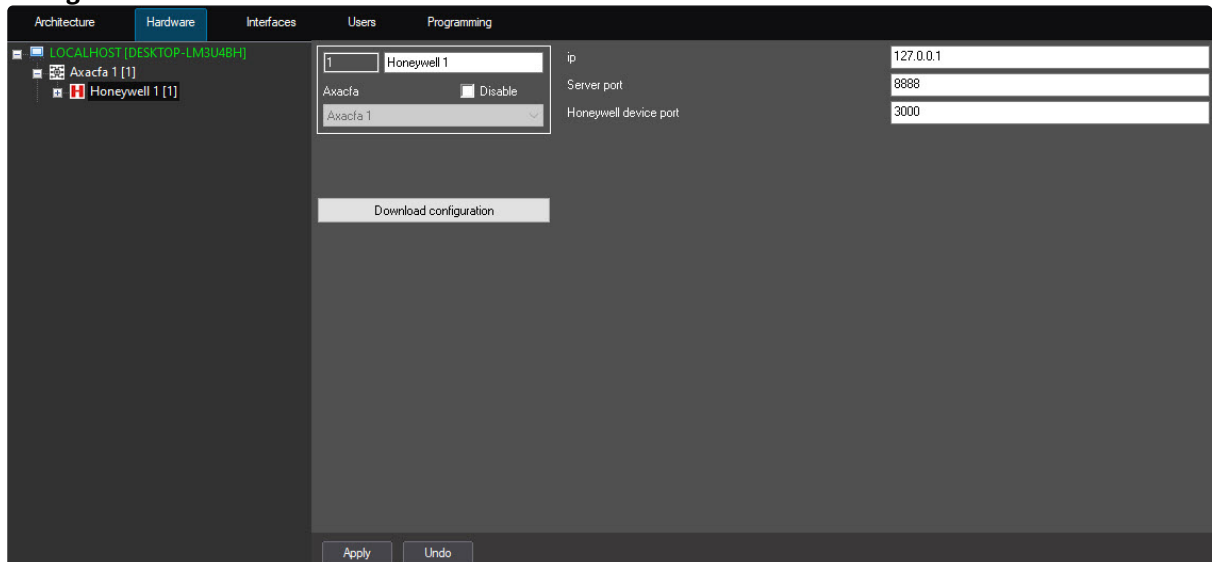 Architecture Hardware Interfaces Users Programming
LOCALHOST [DESKTOP-LM3U4BH]
Axacfa 1 [1]
Honeywell 1 [1]
1 Honeywell 1
Axacfa Disable
Axacfa 1
Download configuration
ip 127.0.0.1
Server port 8888
Honeywell device port 3000
Apply Undo